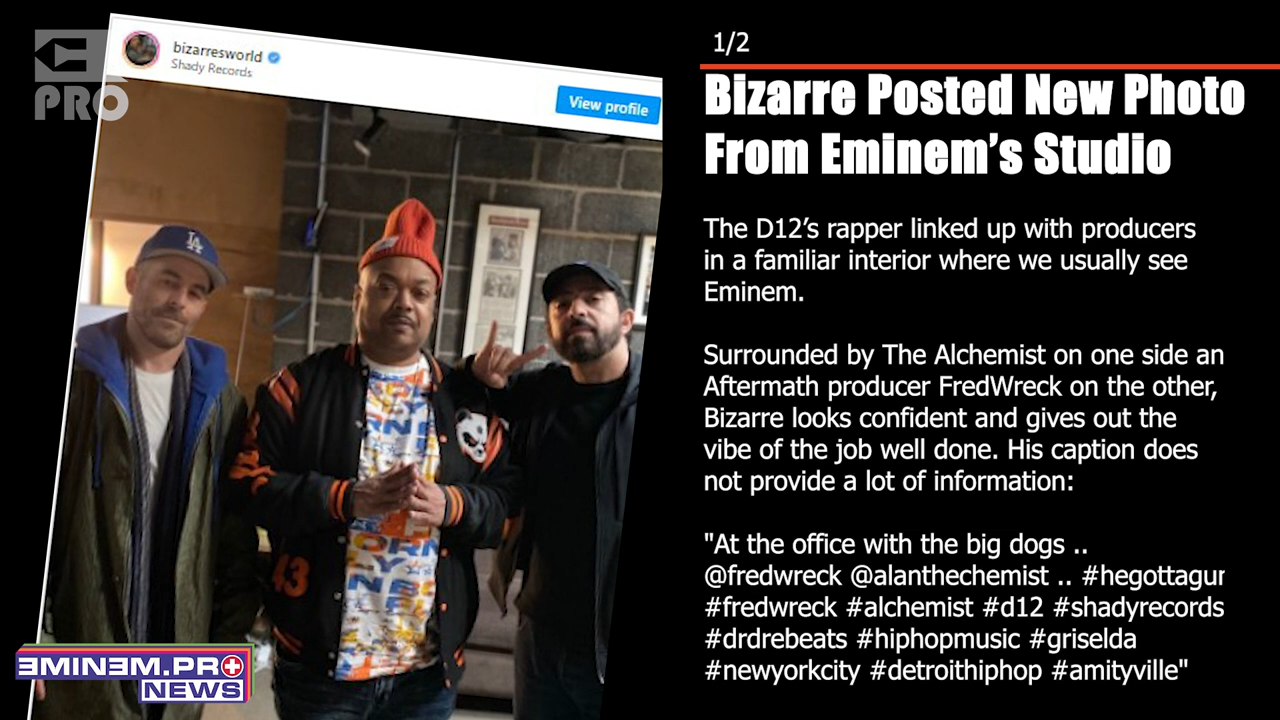 PRO
bizarresworld
Shady Records
View profile
LA
43
1/2
Bizarre Posted New Photo
From Eminem’s Studio
The D12’s rapper linked up with producers
in a familiar interior where we usually see
Eminem.
Surrounded by The Alchemist on one side an
Aftermath producer FredWreck on the other,
Bizarre looks confident and gives out the
vibe of the job well done. His caption does
not provide a lot of information:
"At the office with the big dogs ..
@fredwreck @alanthechemist .. #hegottagur
#fredwreck #alchemist #d12 #shadyrecords
#drdrebeats #hiphopmusic #griselda
#newyorkcity #detroithiphop #amityville"
EMINEM.PRO
NEWS